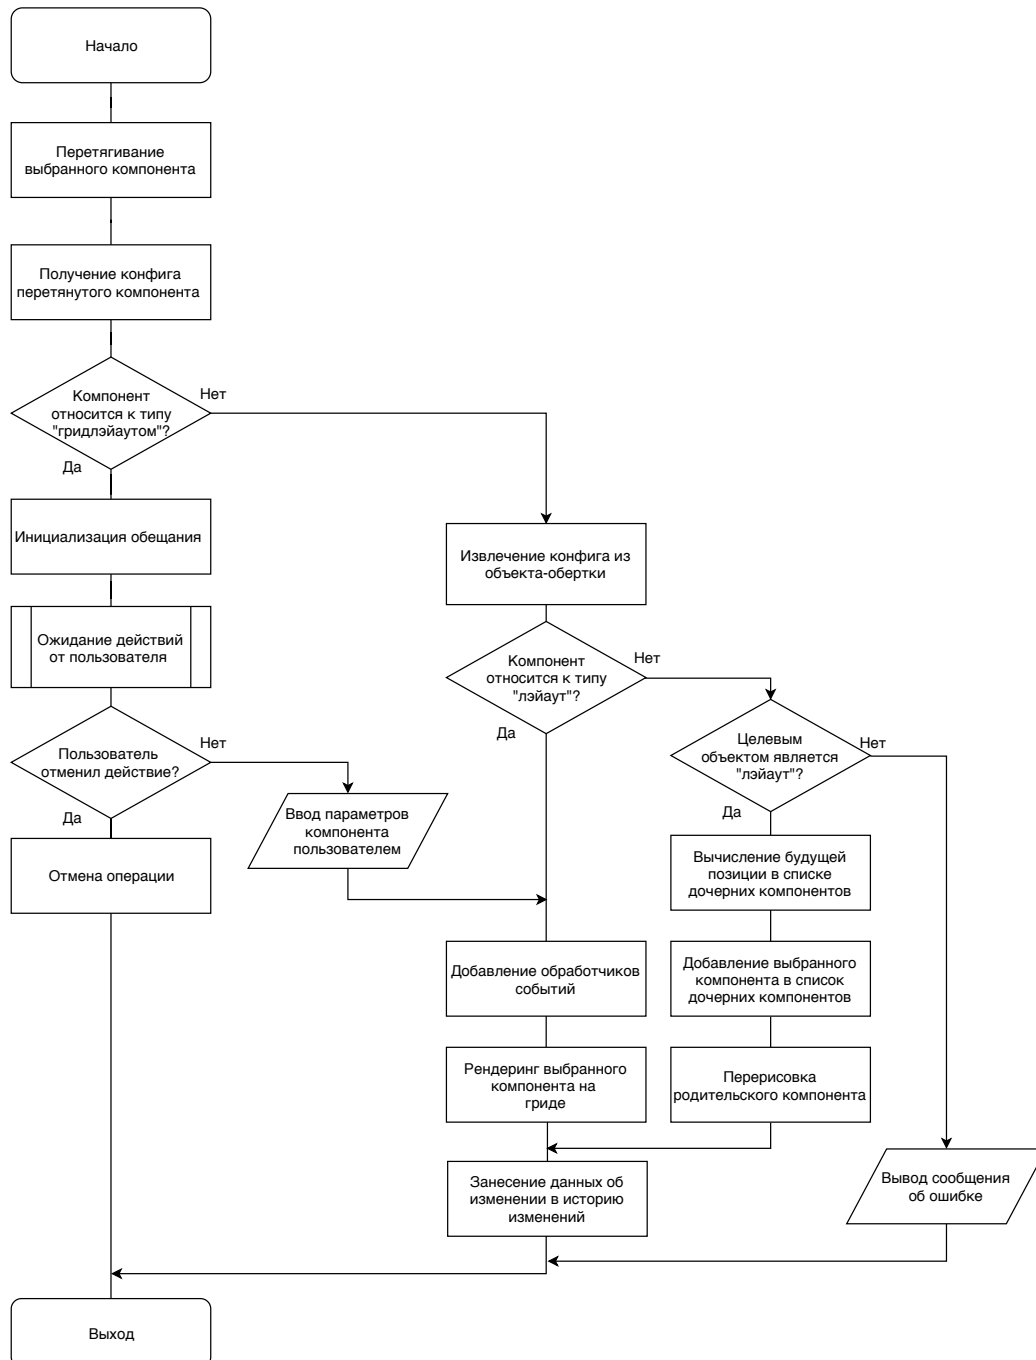 Начало
Перетягивание
выбранного компонента
Получение конфига
перетянутого компонента
Компонент
относится к типу
"гридлэйаутом"?
Нет
Да
Инициализация обещания
Ожидание действий
от пользователя
Пользователь
отменил действие?
Нет
Да
Отмена операции
Ввод параметров
компонента
пользователем
Извлечение конфига из
объекта-обертки
Компонент
относится к типу
"лэйаут"?
Нет
Да
Целевым
объектом является
"лэйаут"?
Нет
Да
Вычисление будущей
позиции в списке
дочерних компонентов
Добавление обработчиков
событий
Добавление выбранного
компонента в список
дочерних компонентов
Рендеринг выбранного
компонента на
гриде
Перерисовка
родительского компонента
Занесение данных об
изменении в историю
изменений
Вывод сообщения
об ошибке
Выход